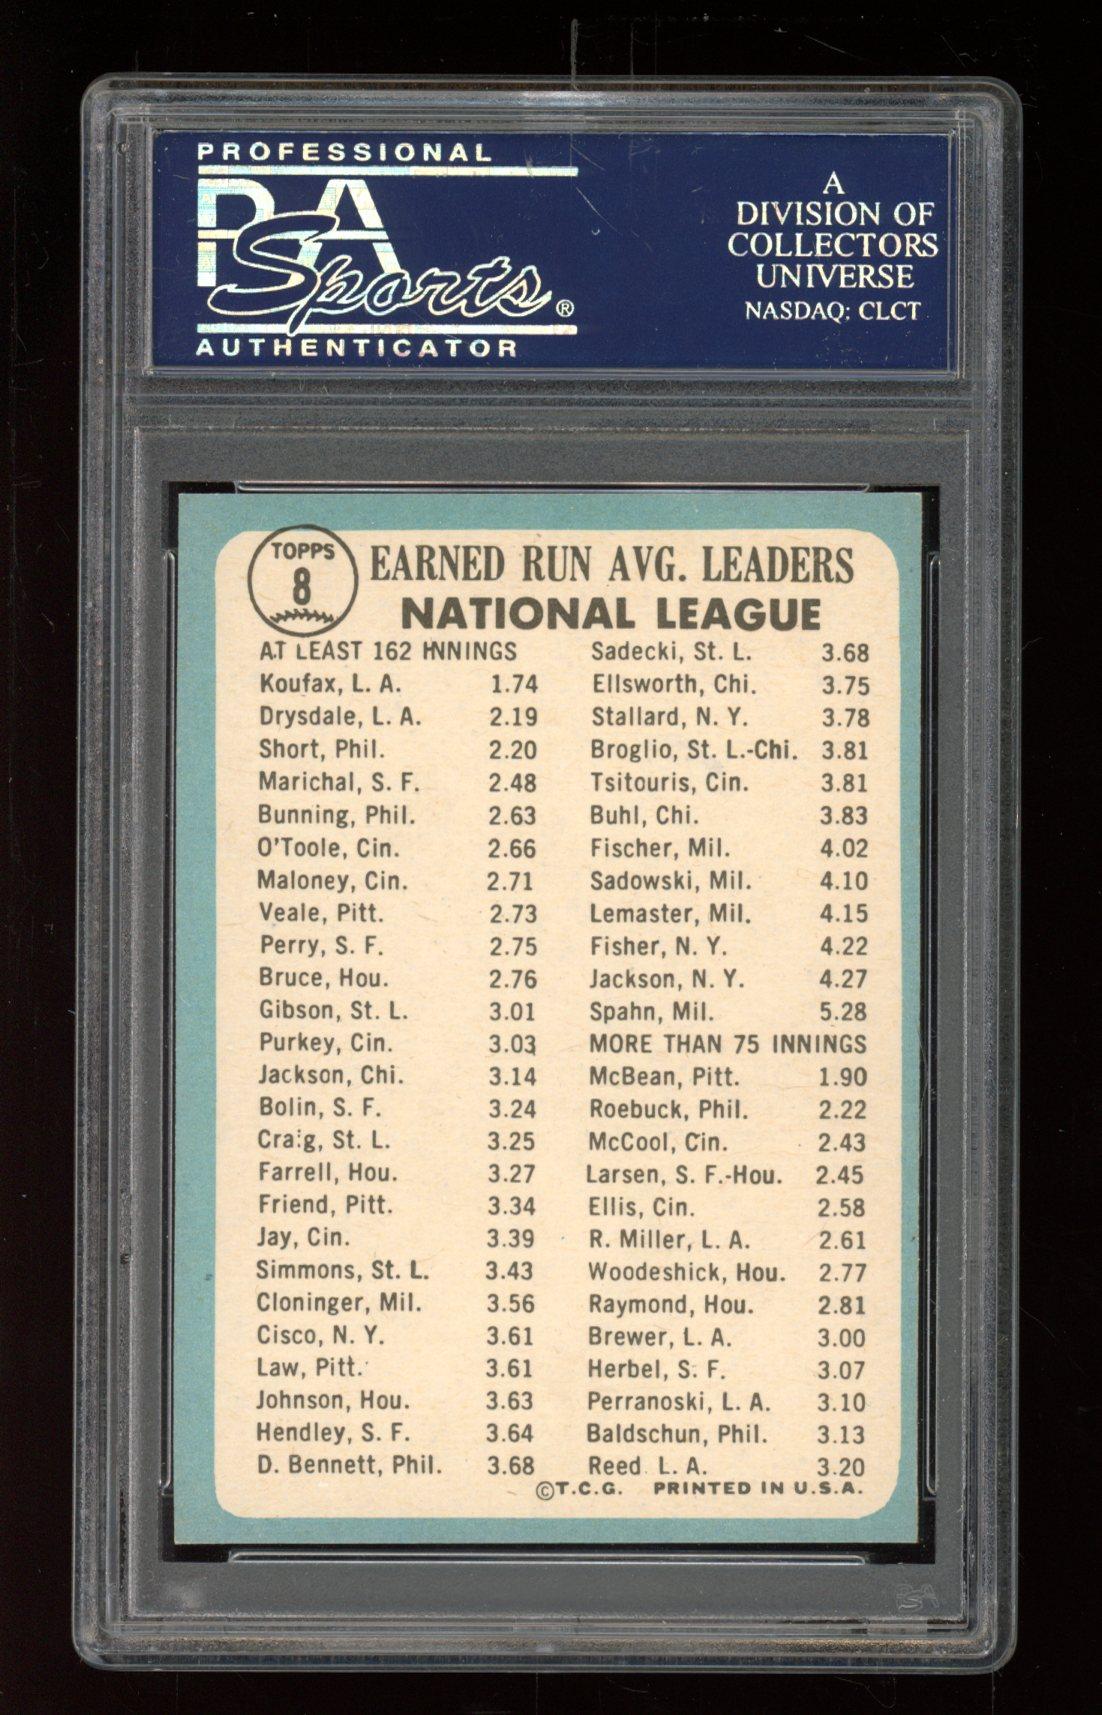 PROFESSIONAL
PSA
Sports®
AUTHENTICATOR
A
DIVISION OF
COLLECTORS
UNIVERSE
NASDAQ: CLCT
TOPPS
8
EARNED RUN AVG. LEADERS
NATIONAL LEAGUE
AT LEAST 162 INNINGS
Koufax, L. A. 1.74
Drysdale, L. A. 2.19
Short, Phil. 2.20
Marichal, S. F. 2.48
Bunning, Phil. 2.63
O'Toole, Cin. 2.66
Maloney, Cin. 2.71
Veale, Pitt. 2.73
Perry, S. F. 2.75
Bruce, Hou. 2.76
Gibson, St. L. 3.01
Purkey, Cin. 3.03
Jackson, Chi. 3.14
Bolin, S. F. 3.24
Craig, St. L. 3.25
Farrell, Hou. 3.27
Friend, Pitt. 3.34
Jay, Cin. 3.39
Simmons, St. L. 3.43
Cloninger, Mil. 3.56
Cisco, N. Y. 3.61
Law, Pitt. 3.61
Johnson, Hou. 3.63
Hendley, S. F. 3.64
D. Bennett, Phil. 3.68
Sadecki, St. L. 3.68
Ellsworth, Chi. 3.75
Stallard, N. Y. 3.78
Broglio, St. L.-Chi. 3.81
Tsitouris, Cin. 3.81
Buhl, Chi. 3.83
Fischer, Mil. 4.02
Sadowski, Mil. 4.10
Lemaster, Mil. 4.15
Fisher, N. Y. 4.22
Jackson, N. Y. 4.27
Spahn, Mil. 5.28
MORE THAN 75 INNINGS
McBean, Pitt. 1.90
Roebuck, Phil. 2.22
McCool, Cin. 2.43
Larsen, S. F.-Hou. 2.45
Ellis, Cin. 2.58
R. Miller, L. A. 2.61
Woodeshick, Hou. 2.77
Raymond, Hou. 2.81
Brewer, L. A. 3.00
Herbel, S. F. 3.07
Perranoski, L. A. 3.10
Baldschun, Phil. 3.13
Reed L. A. 3.20
©T.C.G. PRINTED IN U.S.A.
PSA